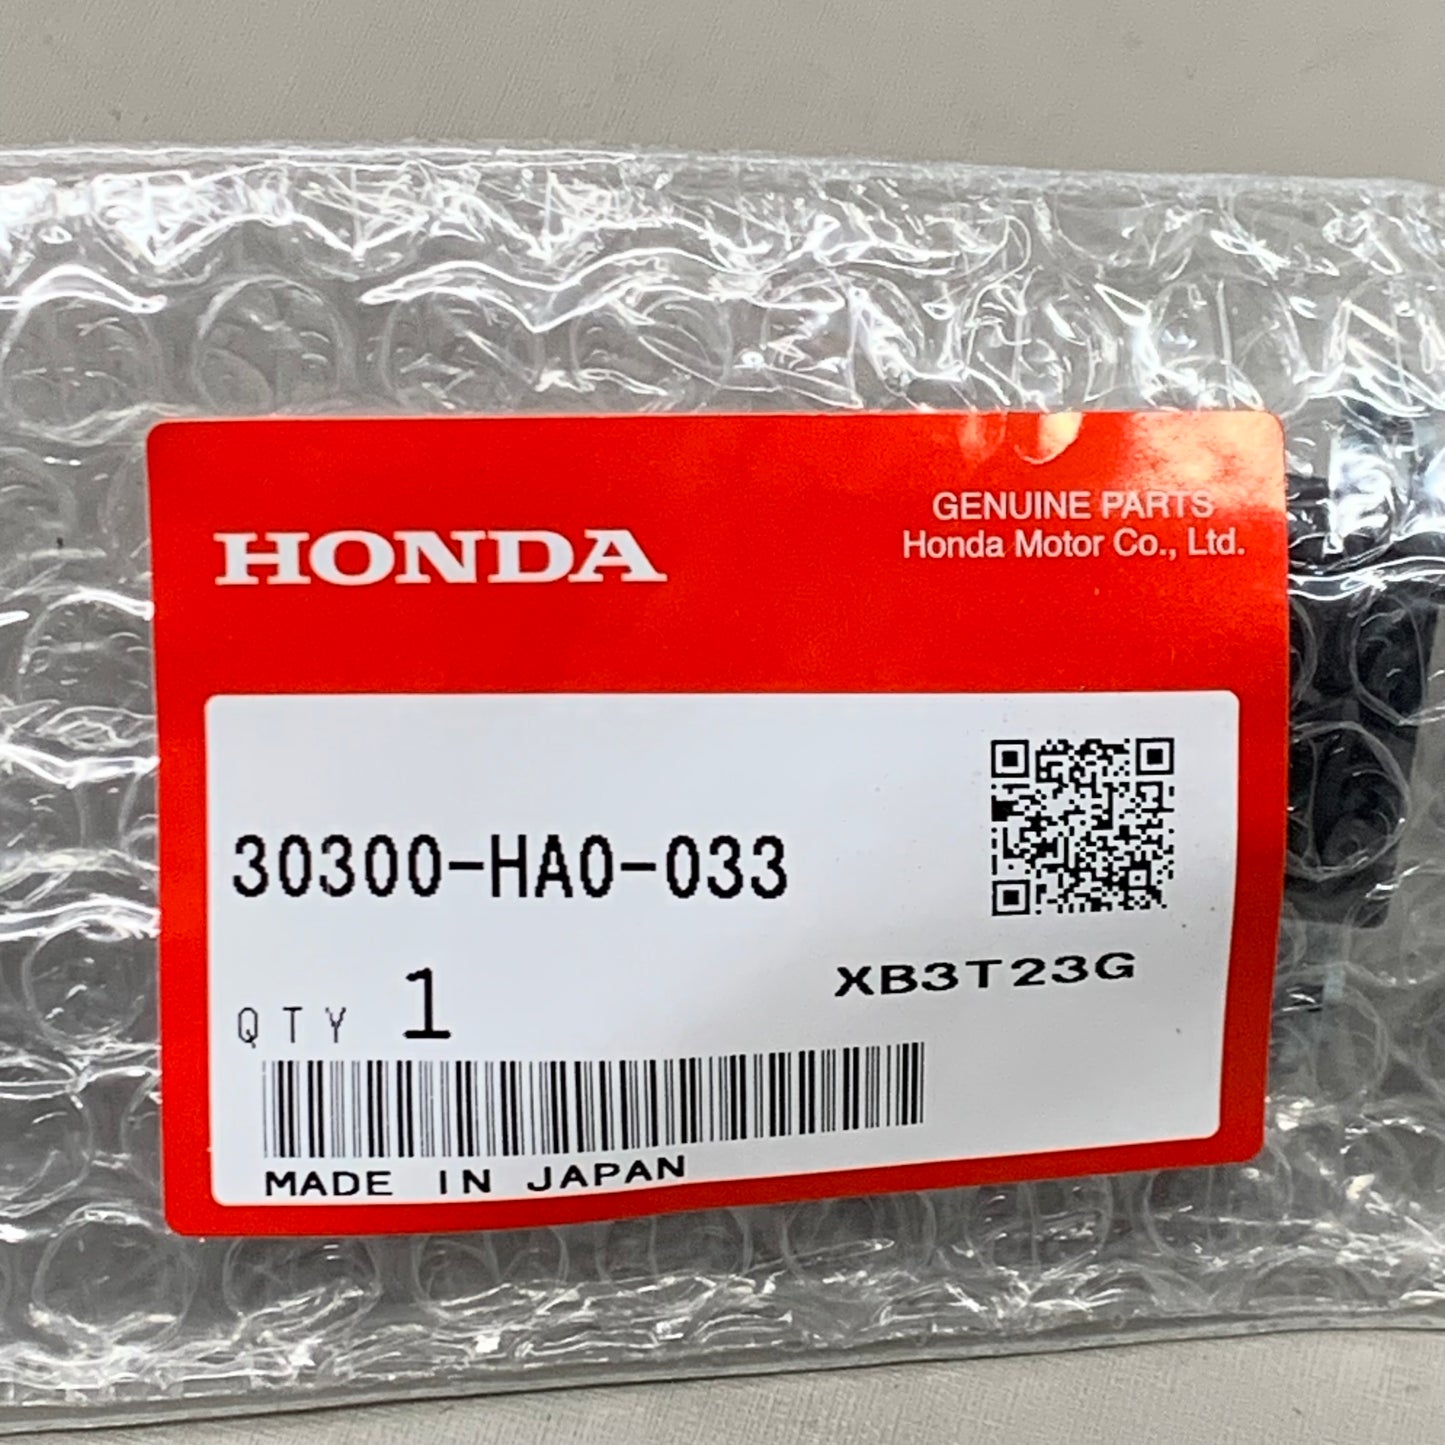 HONDA
GENUINE PARTS
Honda Motor Co., Ltd.
30300-HA0-033
QTY 1
XB3T23G
MADE IN JAPAN